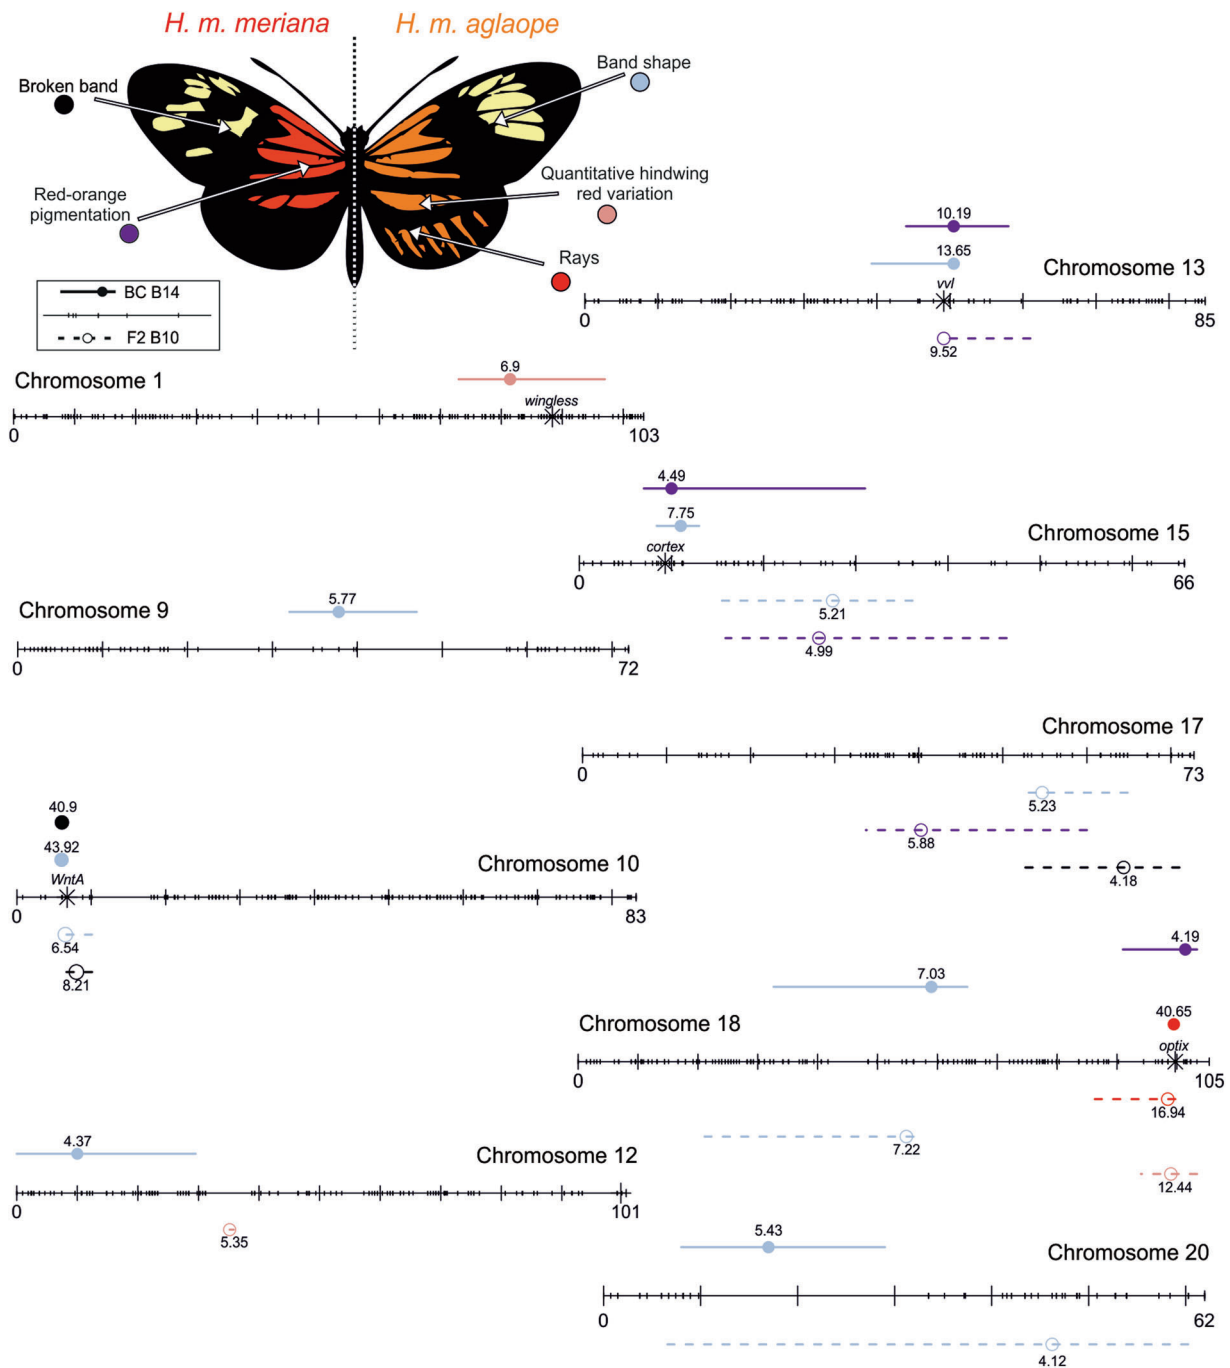 H. m. meriana
H. m. aglaope
Broken band
Band shape
Red-orange
pigmentation
Quantitative hindwing
red variation
Rays
BC B14
F2 B10
10.19
13.65
Chromosome 13
vvl
0
85
9.52
Chromosome 1
6.9
wingless
0
103
4.49
7.75
Chromosome 15
cortex
0
66
5.21
4.99
Chromosome 9
5.77
0
72
Chromosome 17
0
73
5.23
5.88
4.18
40.9
43.92
Chromosome 10
WntA
0
83
6.54
8.21
4.19
7.03
Chromosome 18
40.65
optix
0
105
16.94
7.22
12.44
4.37
Chromosome 12
0
101
5.35
5.43
Chromosome 20
0
62
4.12